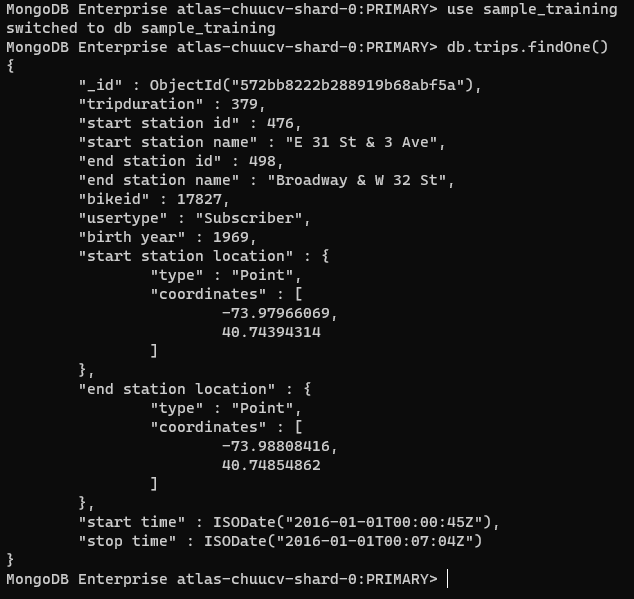 MongoDB Enterprise atlas-chuucv-shard-0:PRIMARY> use sample_training
switched to db sample_training
MongoDB Enterprise atlas-chuucv-shard-0:PRIMARY> db.trips.findOne()
{
        "_id" : ObjectId("572bb8222b288919b68abf5a"),
        "tripduration" : 379,
        "start station id" : 476,
        "start station name" : "E 31 St & 3 Ave",
        "end station id" : 498,
        "end station name" : "Broadway & W 32 St",
        "bikeid" : 17827,
        "usertype" : "Subscriber",
        "birth year" : 1969,
        "start station location" : {
                "type" : "Point",
                "coordinates" : [
                        -73.97966069,
                        40.74394314
                ]
        },
        "end station location" : {
                "type" : "Point",
                "coordinates" : [
                        -73.98808416,
                        40.74854862
                ]
        },
        "start time" : ISODate("2016-01-01T00:00:45Z"),
        "stop time" : ISODate("2016-01-01T00:07:04Z")
}
MongoDB Enterprise atlas-chuucv-shard-0:PRIMARY>